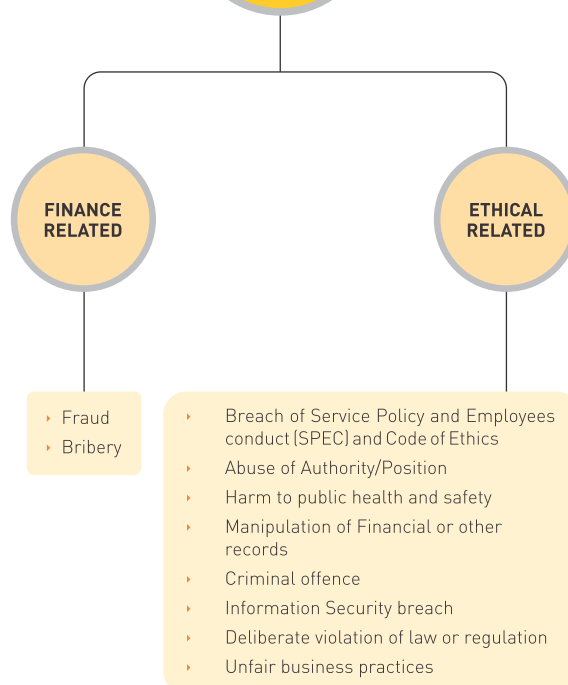 FINANCE
RELATED
ETHICAL
RELATED
Fraud
Bribery
Breach of Service Policy and Employees
conduct (SPEC) and Code of Ethics
Abuse of Authority/Position
Harm to public health and safety
Manipulation of Financial or other
records
Criminal offence
Information Security breach
Deliberate violation of law or regulation
Unfair business practices